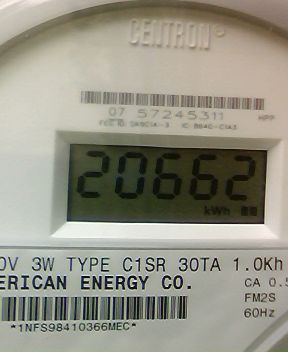 CENTRON®
07 57245311 HPP
20662
kWh
0V 3W TYPE C1SR 30TA 1.0Kh
ERICAN ENERGY CO. CA 0.5
FM2S
*1NFS98410366MEC* 60Hz